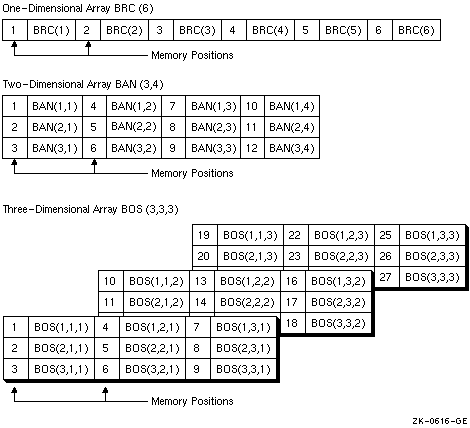 One-Dimensional Array BRC (6)
1 BRC(1) 2 BRC(2) 3 BRC(3) 4 BRC(4) 5 BRC(5) 6 BRC(6)
Memory Positions
Two-Dimensional Array BAN (3,4)
1 BAN(1,1) 4 BAN(1,2) 7 BAN(1,3) 10 BAN(1,4)
2 BAN(2,1) 5 BAN(2,2) 8 BAN(2,3) 11 BAN(2,4)
3 BAN(3,1) 6 BAN(3,2) 9 BAN(3,3) 12 BAN(3,4)
Memory Positions
Three-Dimensional Array BOS (3,3,3)
19 BOS(1,1,3) 22 BOS(1,2,3) 25 BOS(1,3,3)
20 BOS(2,1,3) 23 BOS(2,2,3) 26 BOS(2,3,3)
27 BOS(3,3,3)
10 BOS(1,1,2) 13 BOS(1,2,2) 16 BOS(1,3,2)
11 BOS(2,1,2) 14 BOS(2,2,2) 17 BOS(2,3,2)
18 BOS(3,3,2)
1 BOS(1,1,1) 4 BOS(1,2,1) 7 BOS(1,3,1)
2 BOS(2,1,1) 5 BOS(2,2,1) 8 BOS(2,3,1)
3 BOS(3,1,1) 6 BOS(3,2,1) 9 BOS(3,3,1)
Memory Positions
ZK-0616-GE